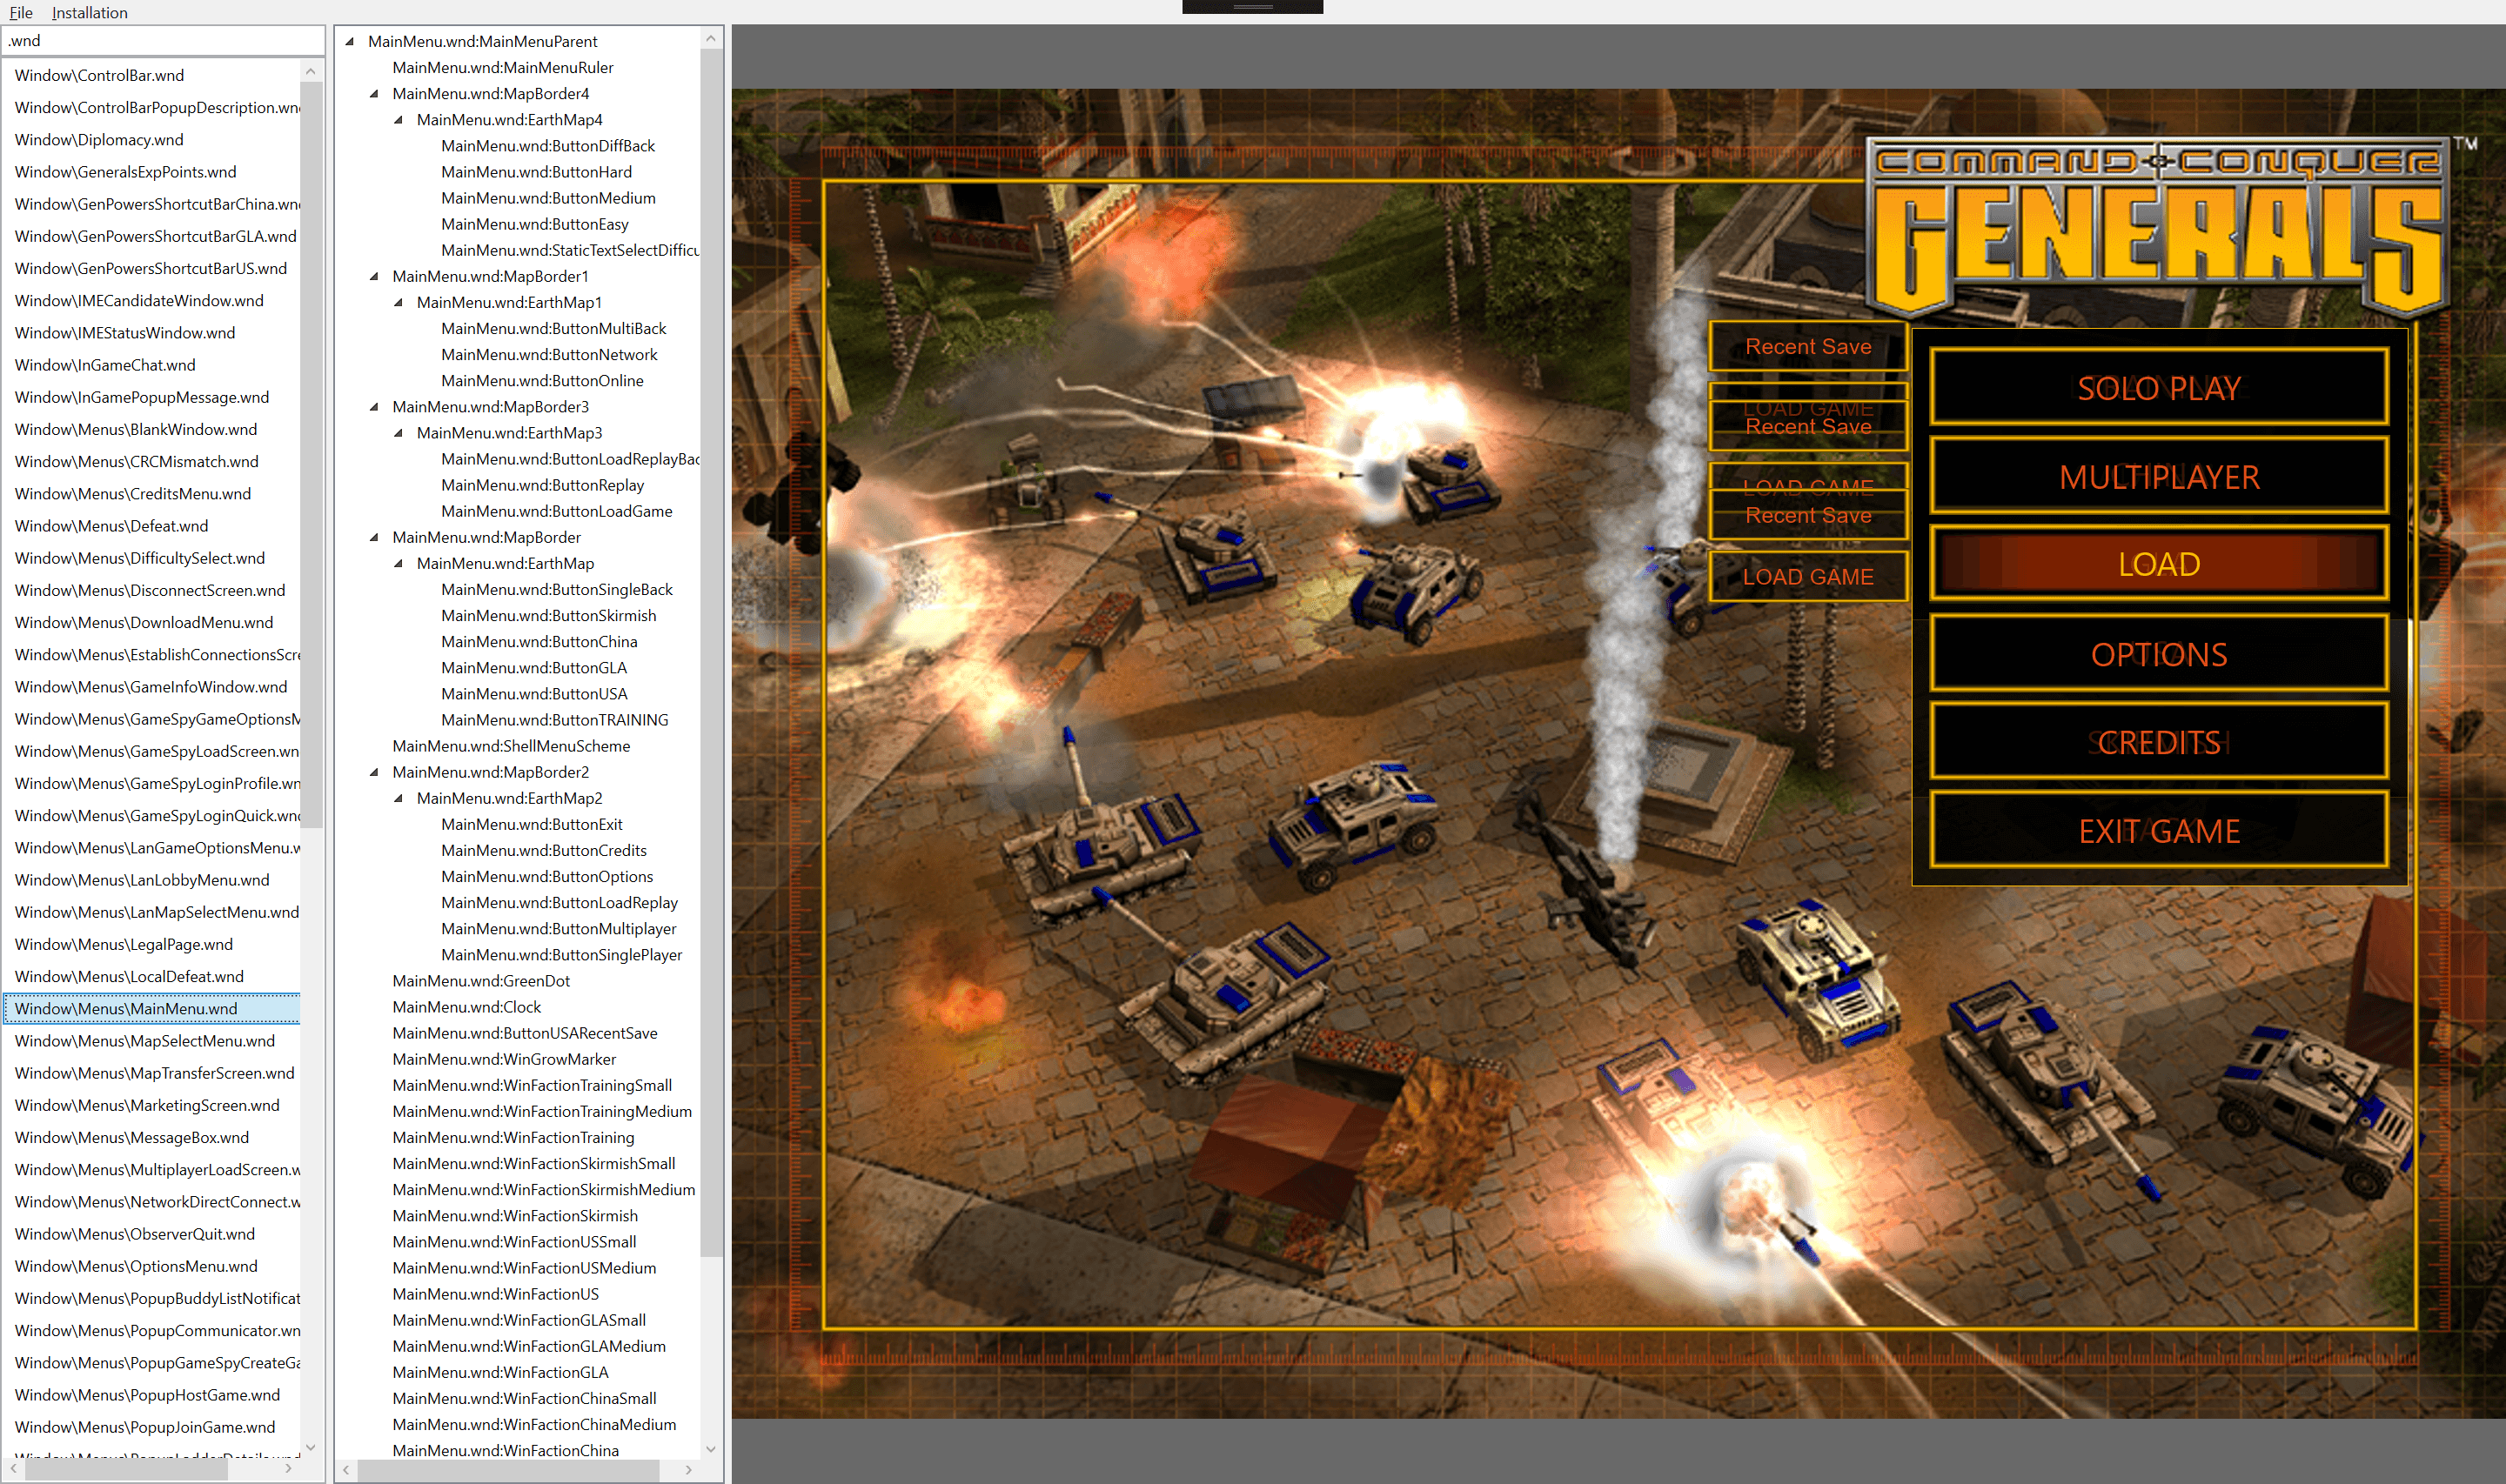 File Installation
.wnd
Window\ControlBar.wnd
Window\ControlBarPopupDescription.wn
Window\Diplomacy.wnd
Window\GeneralsExpPoints.wnd
Window\GenPowersShortcutBarChina.wn
Window\GenPowersShortcutBarGLA.wnd
Window\GenPowersShortcutBarUS.wnd
Window\IMECandidateWindow.wnd
Window\IMEStatusWindow.wnd
Window\InGameChat.wnd
Window\InGamePopupMessage.wnd
Window\Menus\BlankWindow.wnd
Window\Menus\CRCMismatch.wnd
Window\Menus\CreditsMenu.wnd
Window\Menus\Defeat.wnd
Window\Menus\DifficultySelect.wnd
Window\Menus\DisconnectScreen.wnd
Window\Menus\DownloadMenu.wnd
Window\Menus\EstablishConnectionsScre
Window\Menus\GameInfoWindow.wnd
Window\Menus\GameSpyGameOptionsM
Window\Menus\GameSpyLoadScreen.wn
Window\Menus\GameSpyLoginProfile.wn
Window\Menus\GameSpyLoginQuick.wnd
Window\Menus\LanGameOptionsMenu.w
Window\Menus\LanLobbyMenu.wnd
Window\Menus\LanMapSelectMenu.wnd
Window\Menus\LegalPage.wnd
Window\Menus\LocalDefeat.wnd
Window\Menus\MainMenu.wnd
Window\Menus\MapSelectMenu.wnd
Window\Menus\MapTransferScreen.wnd
Window\Menus\MarketingScreen.wnd
Window\Menus\MessageBox.wnd
Window\Menus\MultiplayerLoadScreen.w
Window\Menus\NetworkDirectConnect.w
Window\Menus\ObserverQuit.wnd
Window\Menus\OptionsMenu.wnd
Window\Menus\PopupBuddyListNotificat
Window\Menus\PopupCommunicator.wn
Window\Menus\PopupGameSpyCreateGa
Window\Menus\PopupHostGame.wnd
Window\Menus\PopupJoinGame.wnd
MainMenu.wnd:MainMenuParent
MainMenu.wnd:MainMenuRuler
MainMenu.wnd:MapBorder4
MainMenu.wnd:EarthMap4
MainMenu.wnd:ButtonDiffBack
MainMenu.wnd:ButtonHard
MainMenu.wnd:ButtonMedium
MainMenu.wnd:ButtonEasy
MainMenu.wnd:StaticTextSelectDifficu
MainMenu.wnd:MapBorder1
MainMenu.wnd:EarthMap1
MainMenu.wnd:ButtonMultiBack
MainMenu.wnd:ButtonNetwork
MainMenu.wnd:ButtonOnline
MainMenu.wnd:MapBorder3
MainMenu.wnd:EarthMap3
MainMenu.wnd:ButtonLoadReplayBac
MainMenu.wnd:ButtonReplay
MainMenu.wnd:ButtonLoadGame
MainMenu.wnd:MapBorder
MainMenu.wnd:EarthMap
MainMenu.wnd:ButtonSingleBack
MainMenu.wnd:ButtonSkirmish
MainMenu.wnd:ButtonChina
MainMenu.wnd:ButtonGLA
MainMenu.wnd:ButtonUSA
MainMenu.wnd:ButtonTRAINING
MainMenu.wnd:ShellMenuScheme
MainMenu.wnd:MapBorder2
MainMenu.wnd:EarthMap2
MainMenu.wnd:ButtonExit
MainMenu.wnd:ButtonCredits
MainMenu.wnd:ButtonOptions
MainMenu.wnd:ButtonLoadReplay
MainMenu.wnd:ButtonMultiplayer
MainMenu.wnd:ButtonSinglePlayer
MainMenu.wnd:GreenDot
MainMenu.wnd:Clock
MainMenu.wnd:ButtonUSARecentSave
MainMenu.wnd:WinGrowMarker
MainMenu.wnd:WinFactionTrainingSmall
MainMenu.wnd:WinFactionTrainingMedium
MainMenu.wnd:WinFactionTraining
MainMenu.wnd:WinFactionSkirmishSmall
MainMenu.wnd:WinFactionSkirmishMedium
MainMenu.wnd:WinFactionSkirmish
MainMenu.wnd:WinFactionUSSmall
MainMenu.wnd:WinFactionUSMedium
MainMenu.wnd:WinFactionUS
MainMenu.wnd:WinFactionGLASmall
MainMenu.wnd:WinFactionGLAMedium
MainMenu.wnd:WinFactionGLA
MainMenu.wnd:WinFactionChinaSmall
MainMenu.wnd:WinFactionChinaMedium
MainMenu.wnd:WinFactionChina
COMMAND CONQUER TM
GENERALS
Recent Save
LOAD GAME
Recent Save
LOAD GAME
Recent Save
LOAD GAME
SOLO PLAY
MULTIPLAYER
LOAD
OPTIONS
CREDITS
EXIT GAME